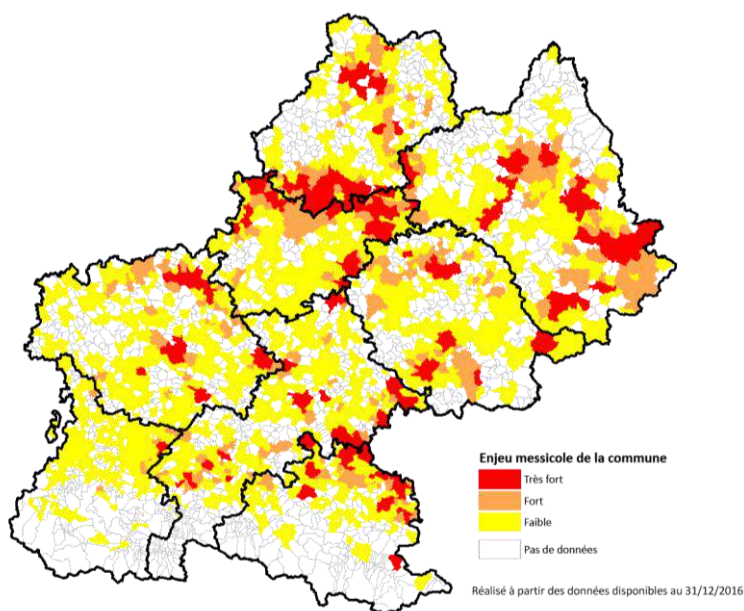 Enjeu messicole de la commune
Très fort
Fort
Faible
Pas de données
Réalisé à partir des données disponibles au 31/12/2016